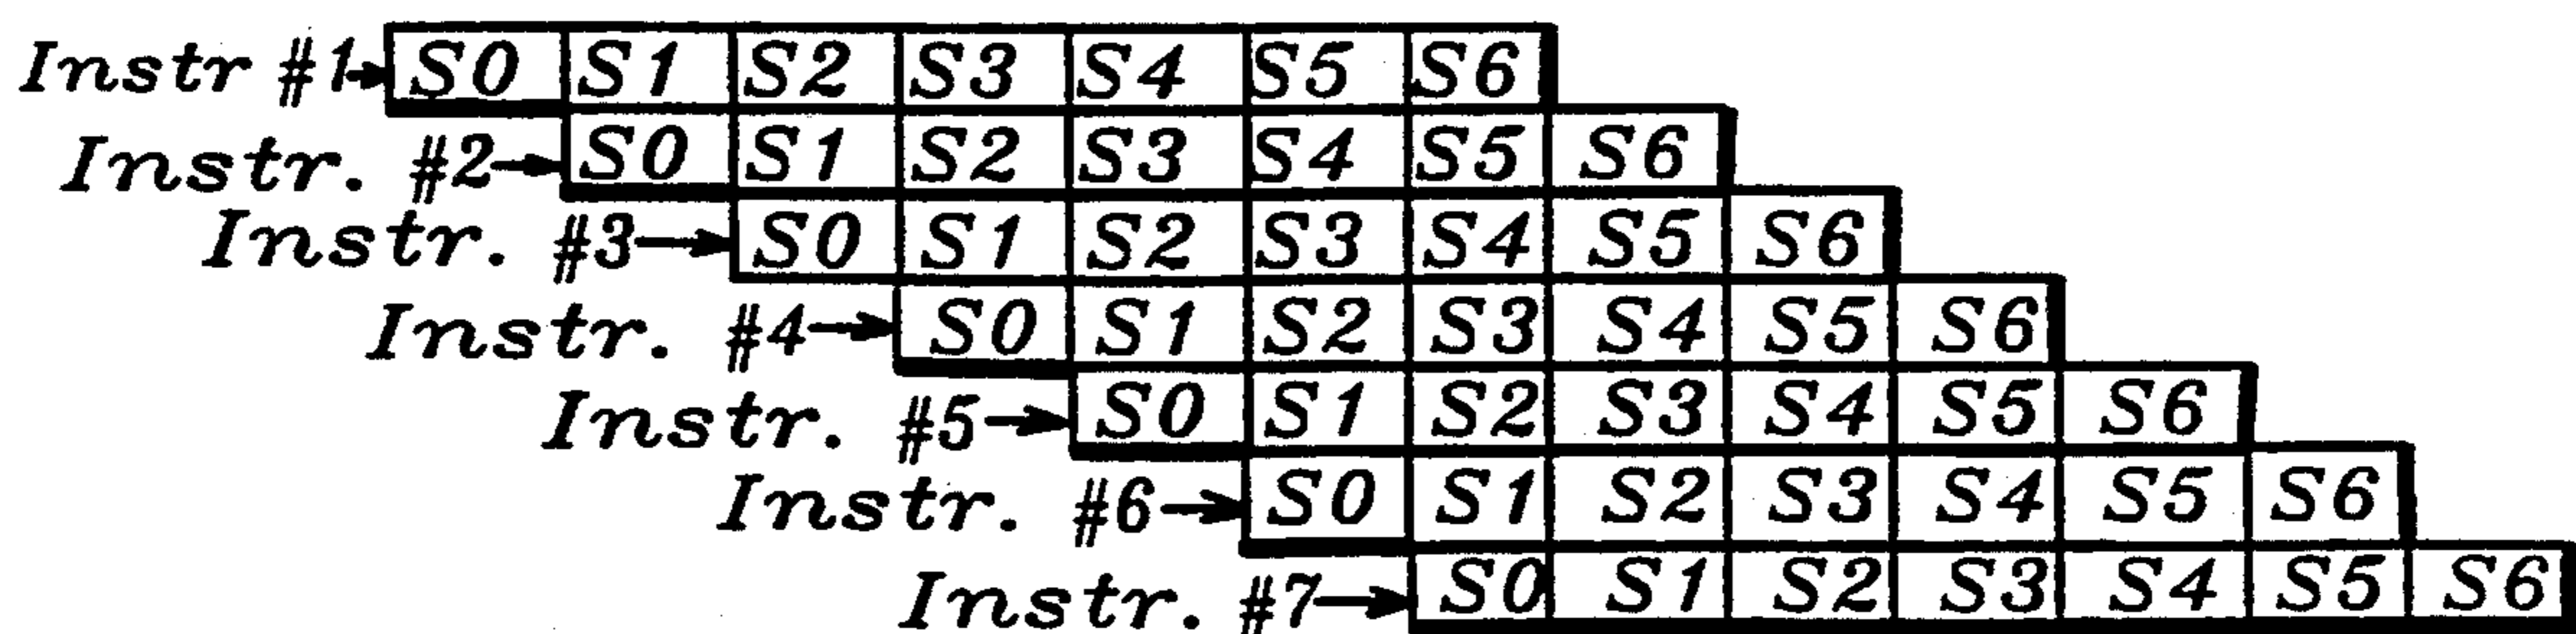 Instr #1 S0 S1 S2 S3 S4 S5 S6
Instr. #2 S0 S1 S2 S3 S4 S5 S6
Instr. #3 S0 S1 S2 S3 S4 S5 S6
Instr. #4 S0 S1 S2 S3 S4 S5 S6
Instr. #5 S0 S1 S2 S3 S4 S5 S6
Instr. #6 S0 S1 S2 S3 S4 S5 S6
Instr. #7 S0 S1 S2 S3 S4 S5 S6